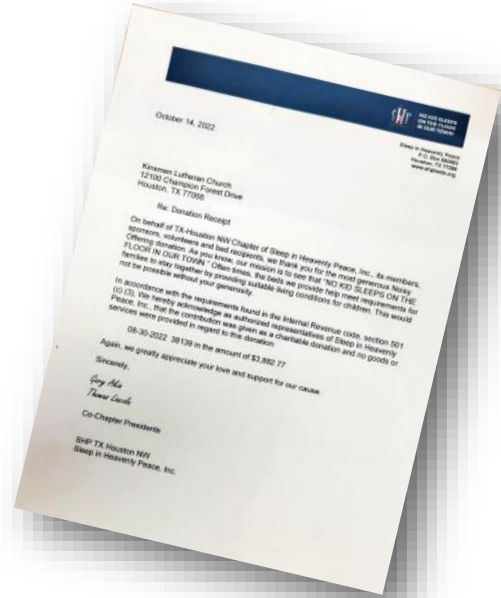 SHP NO KID SLEEPS
ON THE FLOOR
IN OUR TOWN!
Sleep in Heavenly Peace
P.O. Box
Houston, TX
www.shpbeds.org
October 14, 2022
Kinsmen Lutheran Church
12100 Champion Forest Drive
Houston, TX 77066
Re: Donation Receipt
On behalf of TX-Houston NW Chapter of Sleep in Heavenly Peace, Inc., its members,
sponsors, volunteers and bed recipients, we thank you for the most generous Noisy
Offering donation. As you know, our mission is to see that "NO KID SLEEPS ON THE
FLOOR IN OUR TOWN." Often times, the beds we provide help meet requirements for
families to stay together by providing suitable living conditions for children. This would
not be possible without your generosity.
In accordance with the requirements found in the Internal Revenue code, section 501
(c) (3). We hereby acknowledge as authorized representatives of Sleep in Heavenly
Peace, Inc., that the contribution was given as a charitable donation and no goods or
services were provided in regard to the donation:
08-30-2022 38139 in the amount of $3,882.77
Again, we greatly appreciate your love and support for our cause.
Sincerely,
Gary
Thomas
Co-Chapter Presidents
SHP TX Houston NW
Sleep in Heavenly Peace, Inc.